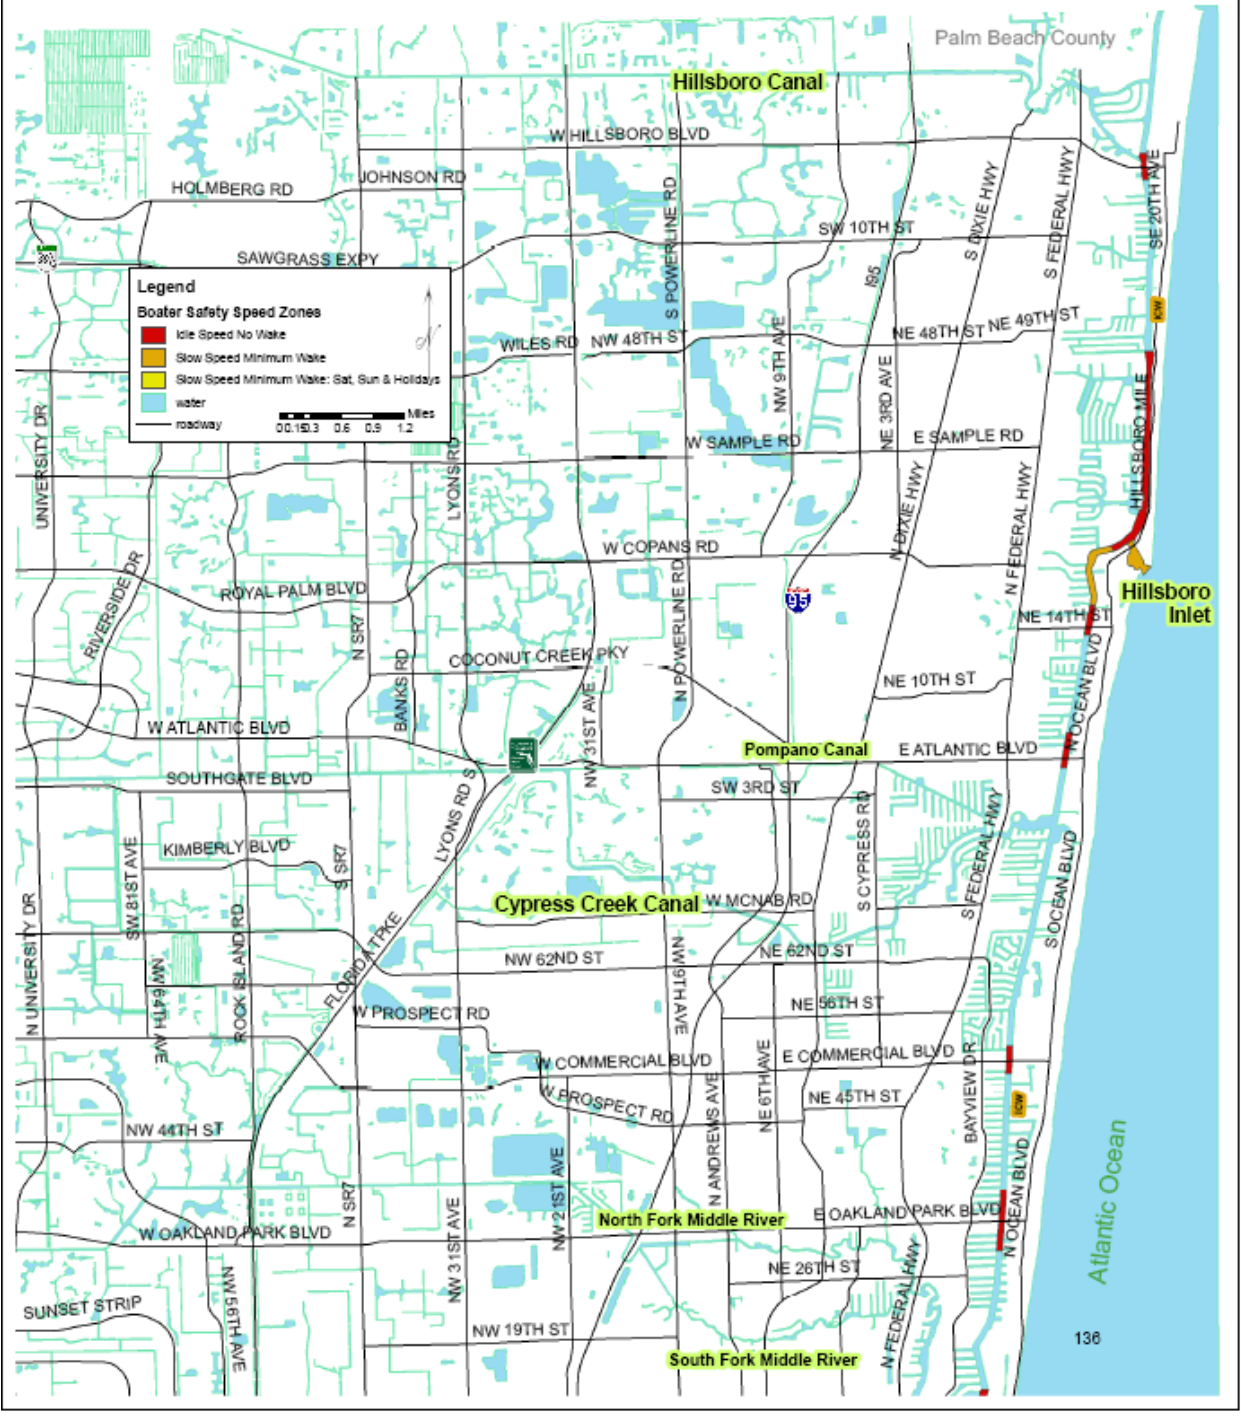 Palm Beach County
Hillsboro Canal
W HILLSBORO BLVD
JOHNSON RD
HOLMBERG RD
SE 20TH AVE
S DIXIE HWY
S FEDERAL HWY
S POWERLINE RD
SW 10TH ST
SAWGRASS EXPY
I95
Legend
Boater Safety Speed Zones
Idle Speed No Wake
Slow Speed Minimum Wake
Slow Speed Minimum Wake: Sat, Sun & Holidays
water
roadway
Miles
0 0.15 0.3 0.6 0.9 1.2
N
ICW
WILES RD
NW 48TH ST
NE 48TH ST
NE 49TH ST
NW 9TH AVE
NE 3RD AVE
HILLSBORO MILE
UNIVERSITY DR
LYONS RD
W SAMPLE RD
E SAMPLE RD
N DIXIE HWY
N FEDERAL HWY
W COPANS RD
RIVERSIDE DR
ROYAL PALM BLVD
95
Hillsboro
Inlet
NE 14TH ST
N SR7
N POWERLINE RD
COCONUT CREEK PKY
BANKS RD
NE 10TH ST
N OCEAN BLVD
NW 31ST AVE
W ATLANTIC BLVD
Pompano Canal
E ATLANTIC BLVD
SOUTHGATE BLVD
SW 3RD ST
LYONS RD S
S CYPRESS RD
S FEDERAL HWY
S OCEAN BLVD
KIMBERLY BLVD
SW 81ST AVE
S SR7
Cypress Creek Canal
W MCNAB RD
N UNIVERSITY DR
ROCK ISLAND RD
FLORIDA TPKE
NW 62ND ST
NE 62ND ST
NW 64TH AVE
NW 9TH AVE
W PROSPECT RD
NE 56TH ST
W COMMERCIAL BLVD
E COMMERCIAL BLVD
BAYVIEW DR
NE 6TH AVE
N ANDREWS AVE
W PROSPECT RD
NE 45TH ST
ICW
NW 44TH ST
NW 21ST AVE
N OCEAN BLVD
Atlantic Ocean
N SR7
NW 31ST AVE
North Fork Middle River
E OAKLAND PARK BLVD
W OAKLAND PARK BLVD
NE 26TH ST
N FEDERAL HWY
NW 56TH AVE
SUNSET STRIP
NW 19TH ST
South Fork Middle River
136